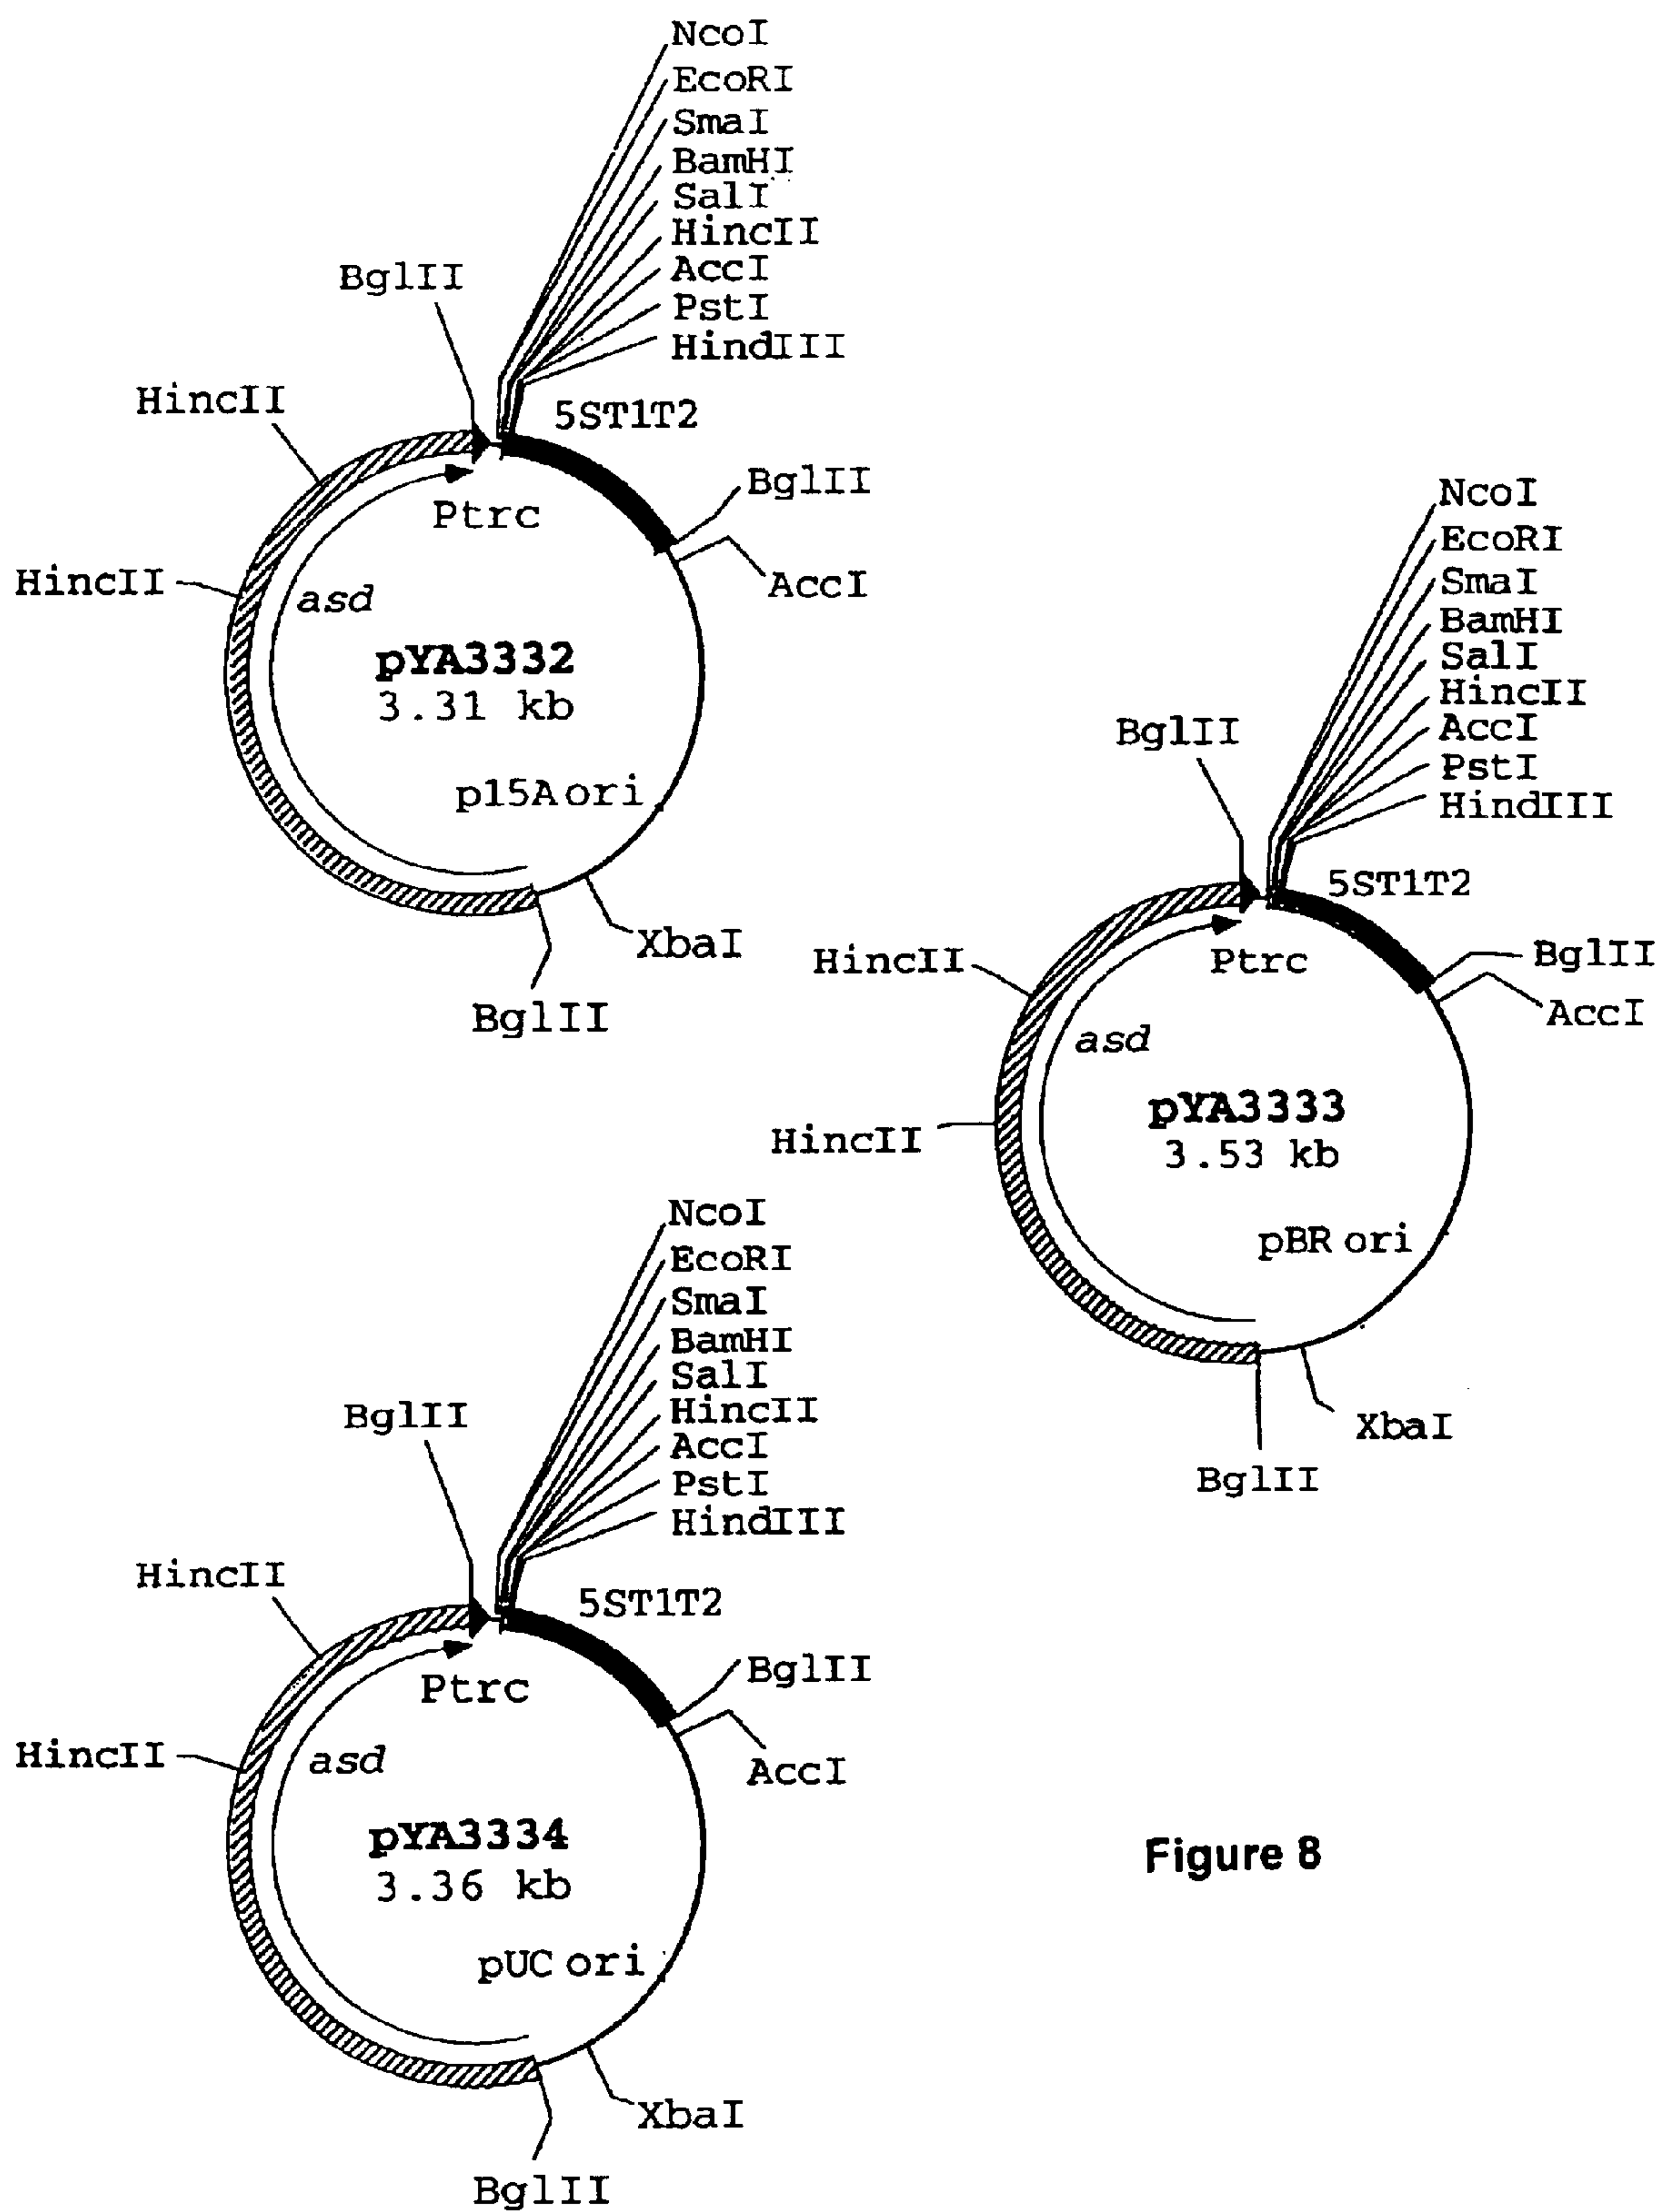 NcoI
EcoRI
SmaI
BamHI
SalI
HincII
AccI
PstI
HindIII
BglII
HincII
5ST1T2
BglII
Ptrc
HincII
asd
AccI
pYA3332
3.31 kb
p15A ori
XbaI
BglII
NcoI
EcoRI
SmaI
BamHI
SalI
HincII
AccI
PstI
HindIII
BglII
5ST1T2
HincII
Ptrc
BglII
AccI
asd
pYA3333
3.53 kb
HincII
pBR ori
XbaI
BglII
NcoI
EcoRI
SmaI
BamHI
SalI
HincII
AccI
PstI
HindIII
BglII
HincII
5ST1T2
BglII
Ptrc
HincII
asd
AccI
pYA3334
3.36 kb
pUC ori
XbaI
BglII
Figure 8